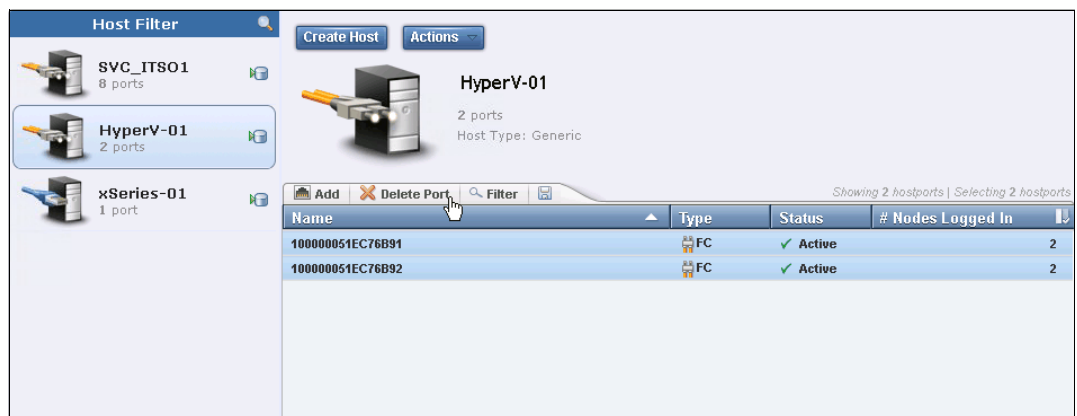 Host Filter
SVC_ITSO1
8 ports
HyperV-01
2 ports
xSeries-01
1 port
Create Host
Actions
HyperV-01
2 ports
Host Type: Generic
Add
Delete Port
Filter
Showing 2 hostports | Selecting 2 hostports
Name Type Status # Nodes Logged In
100000051EC76B91 FC Active 2
100000051EC76B92 FC Active 2